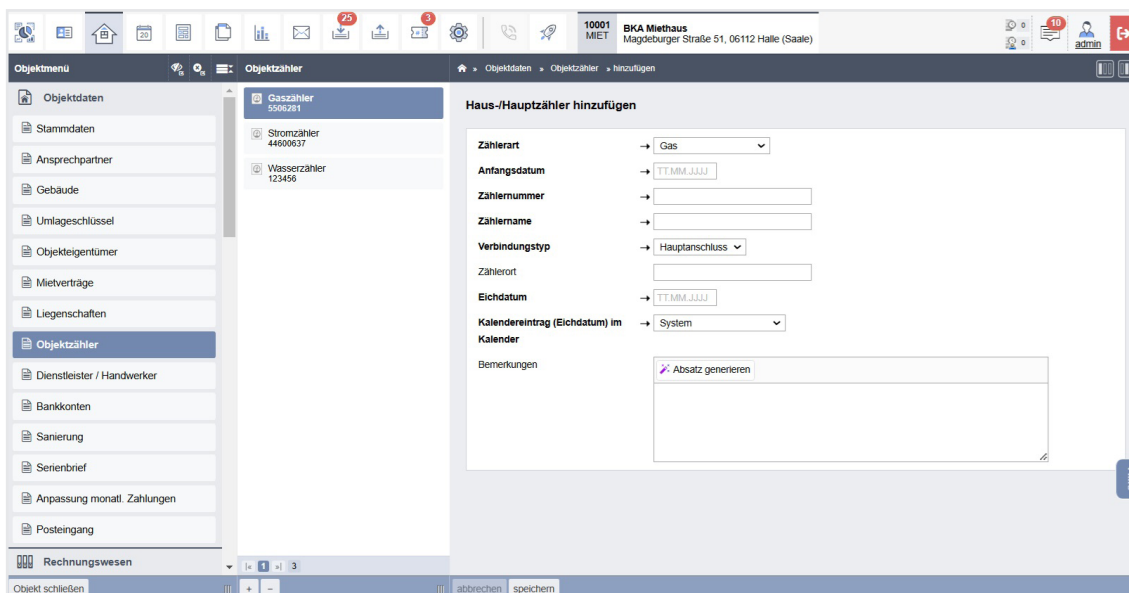 20
25
3
10001
MIET
BKA Miethaus
Magdeburger Straße 51, 06112 Halle (Saale)
0
0
10
admin
Objektmenü
Objektzähler
» Objektdaten » Objektzähler » hinzufügen
Objektdaten
Stammdaten
Ansprechpartner
Gebäude
Umlageschlüssel
Objekteigentümer
Mietverträge
Liegenschaften
Objektzähler
Dienstleister / Handwerker
Bankkonten
Sanierung
Serienbrief
Anpassung monatl. Zahlungen
Posteingang
Rechnungswesen
Objekt schließen
Gaszähler
5506281
Stromzähler
44600637
Wasserzähler
123456
1
3
+ −
Haus-/Hauptzähler hinzufügen
Zählerart → Gas
Anfangsdatum → TT.MM.JJJJ
Zählernummer →
Zählername →
Verbindungstyp → Hauptanschluss
Zählerort
Eichdatum → TT.MM.JJJJ
Kalendereintrag (Eichdatum) im → System
Kalender
Bemerkungen
Absatz generieren
abbrechen speichern